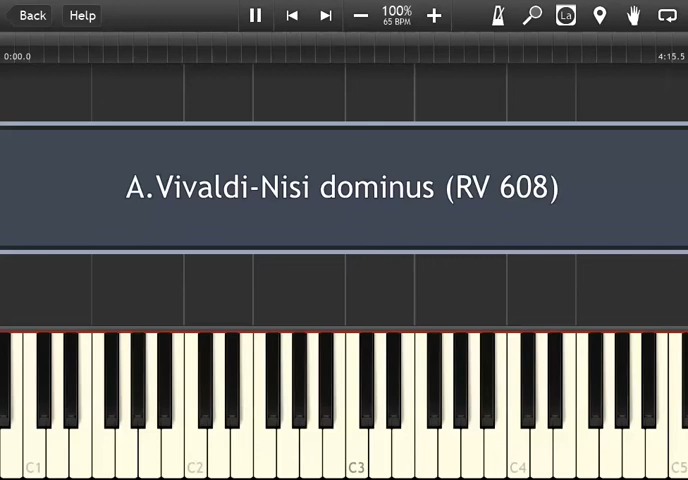 Back Help 100% La
65 BPM
0:00.0 4:15.5
A.Vivaldi-Nisi dominus (RV 608)
C1 C2 C3 C4 C5